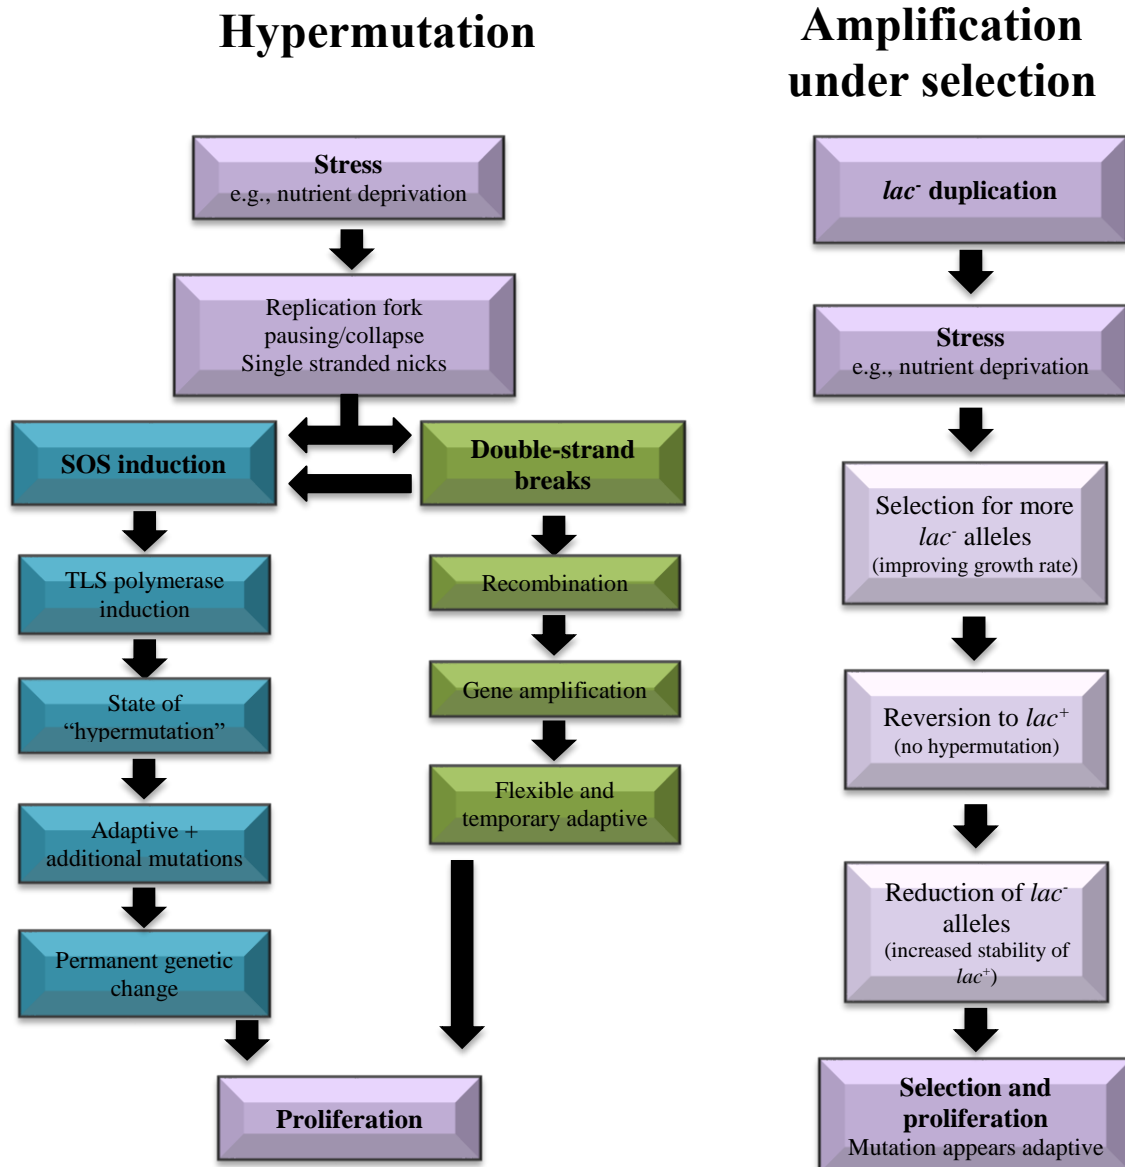 Hypermutation
Stress
e.g., nutrient deprivation
Replication fork
pausing/collapse
Single stranded nicks
SOS induction
TLS polymerase
induction
State of
“hypermutation”
Adaptive +
additional mutations
Permanent genetic
change
Double-strand
breaks
Recombination
Gene amplification
Flexible and
temporary adaptive
Proliferation
Amplification
under selection
lac⁻ duplication
Stress
e.g., nutrient deprivation
Selection for more
lac⁻ alleles
(improving growth rate)
Reversion to lac⁺
(no hypermutation)
Reduction of lac⁻
alleles
(increased stability of
lac⁺)
Selection and
proliferation
Mutation appears adaptive